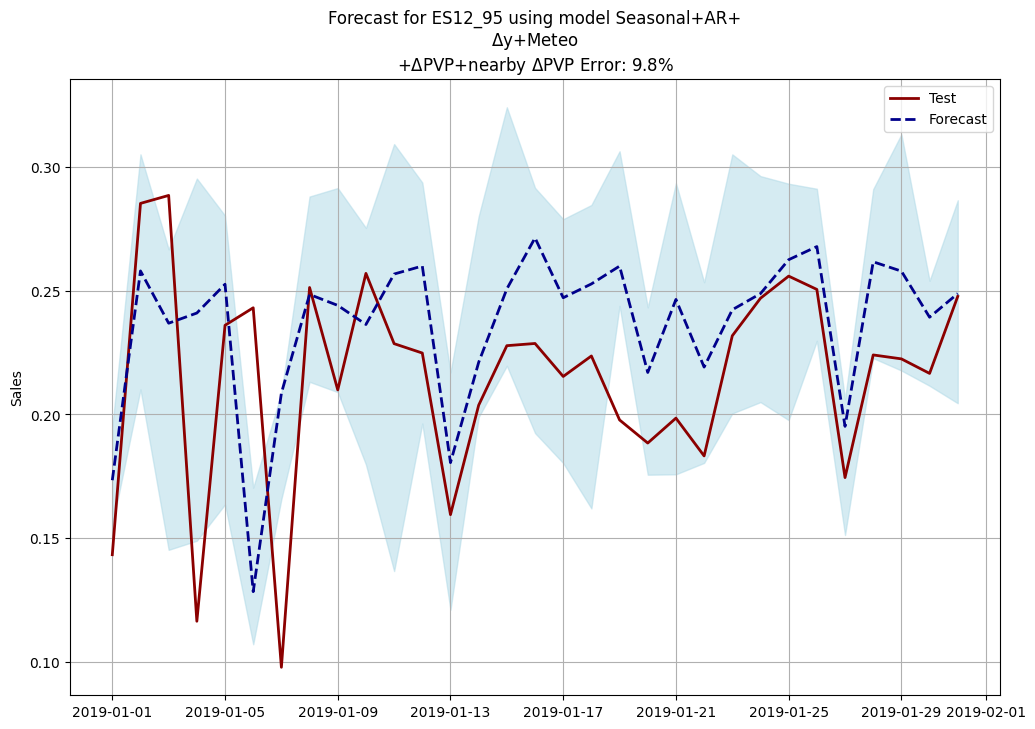 Forecast for ES12_95 using model Seasonal+AR+
Δy+Meteo
+ΔPVP+nearby ΔPVP Error: 9.8%
Test
Forecast
Sales
0.30
0.25
0.20
0.15
0.10
2019-01-01
2019-01-05
2019-01-09
2019-01-13
2019-01-17
2019-01-21
2019-01-25
2019-01-29
2019-02-01